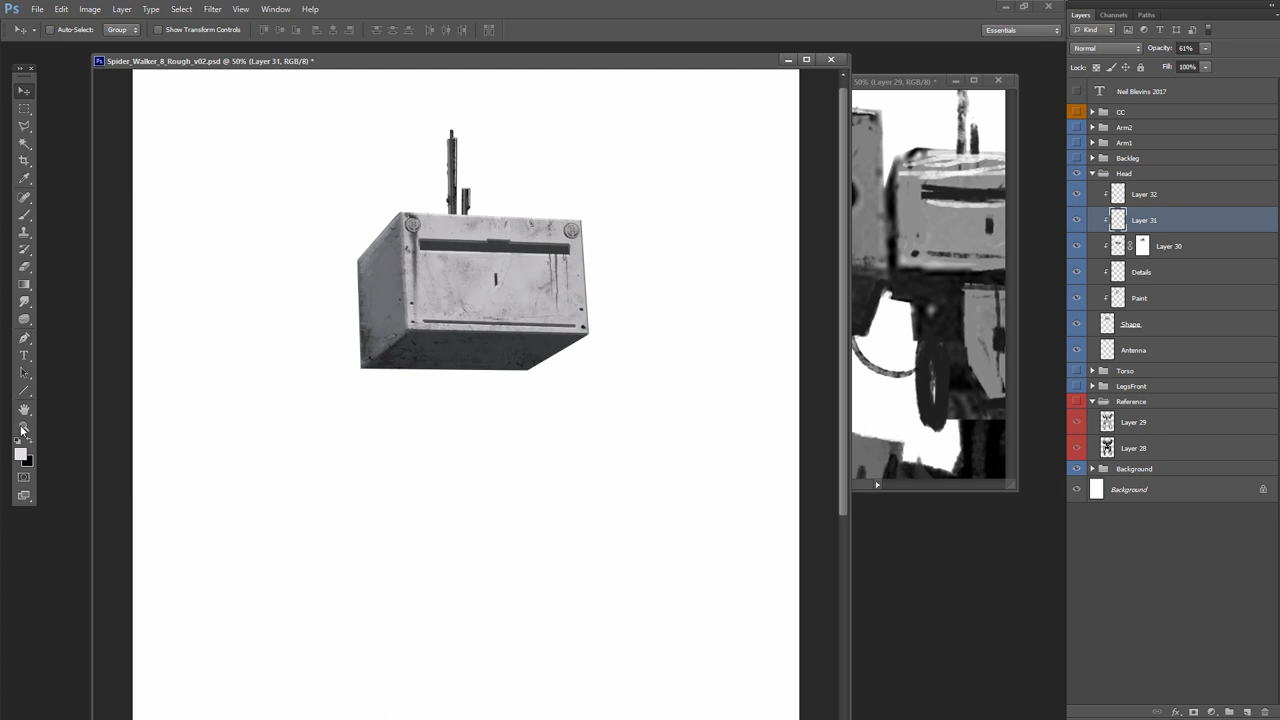 Ps File Edit Image Layer Type Select Filter View Window Help
Auto-Select: Group Show Transform Controls Essentials
Spider_Walker_8_Rough_v02.psd @ 50% (Layer 31, RGB/8) *
50% (Layer 29, RGB/8) *
Layers Channels Paths
Kind
Normal Opacity: 61%
Lock: Fill: 100%
Neil Blevins 2017
CC
Arm2
Arm1
Backleg
Head
Layer 32
Layer 31
Layer 30
Details
Paint
Shape
Antenna
Torso
LegsFront
Reference
Layer 29
Layer 28
Background
Background